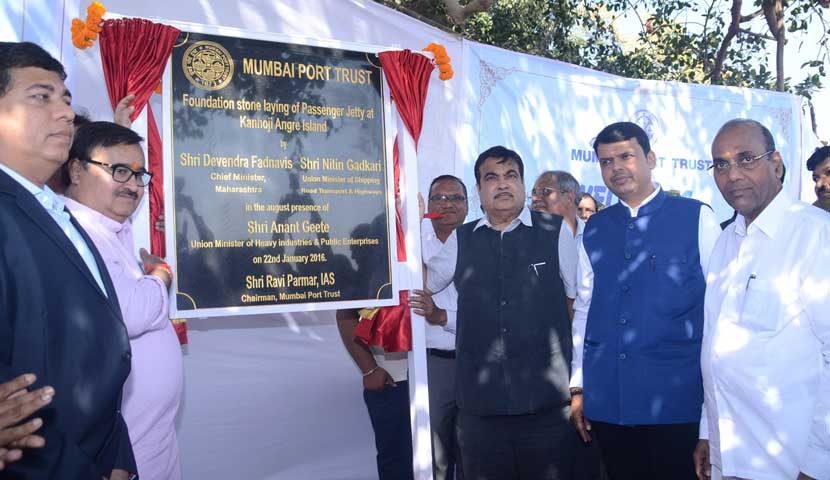 MUMBAI PORT TRUST
Foundation stone laying of Passenger Jetty at
Kanhoji Angre Island
by
Shri Devendra Fadnavis Shri Nitin Gadkari
Chief Minister, Union Minister of Shipping,
Maharashtra Road Transport & Highways
in the august presence of
Shri Anant Geete
Union Minister of Heavy Industries & Public Enterprises
on 22nd January 2016.
Shri Ravi Parmar, IAS
Chairman, Mumbai Port Trust
MUMBAI PORT TRUST